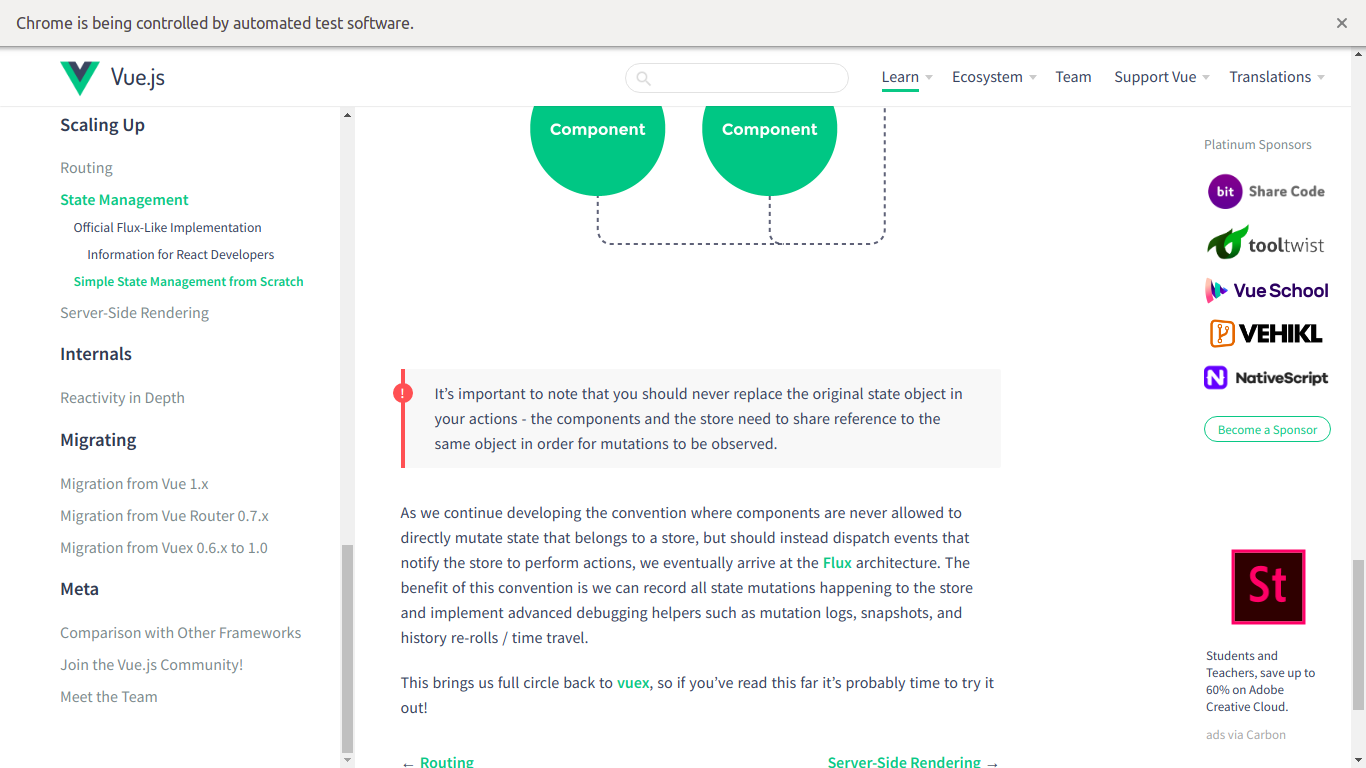 Chrome is being controlled by automated test software.
Vue.js
Learn
Ecosystem
Team
Support Vue
Translations
Scaling Up
Routing
State Management
Official Flux-Like Implementation
Information for React Developers
Simple State Management from Scratch
Server-Side Rendering
Internals
Reactivity in Depth
Migrating
Migration from Vue 1.x
Migration from Vue Router 0.7.x
Migration from Vuex 0.6.x to 1.0
Meta
Comparison with Other Frameworks
Join the Vue.js Community!
Meet the Team
Component
Component
!
It’s important to note that you should never replace the original state object in
your actions - the components and the store need to share reference to the
same object in order for mutations to be observed.
As we continue developing the convention where components are never allowed to
directly mutate state that belongs to a store, but should instead dispatch events that
notify the store to perform actions, we eventually arrive at the Flux architecture. The
benefit of this convention is we can record all state mutations happening to the store
and implement advanced debugging helpers such as mutation logs, snapshots, and
history re-rolls / time travel.
This brings us full circle back to vuex, so if you’ve read this far it’s probably time to try it
out!
← Routing
Server-Side Rendering →
Platinum Sponsors
bit Share Code
tooltwist
Vue School
VEHIKL
N NativeScript
Become a Sponsor
St
Students and
Teachers, save up to
60% on Adobe
Creative Cloud.
ads via Carbon